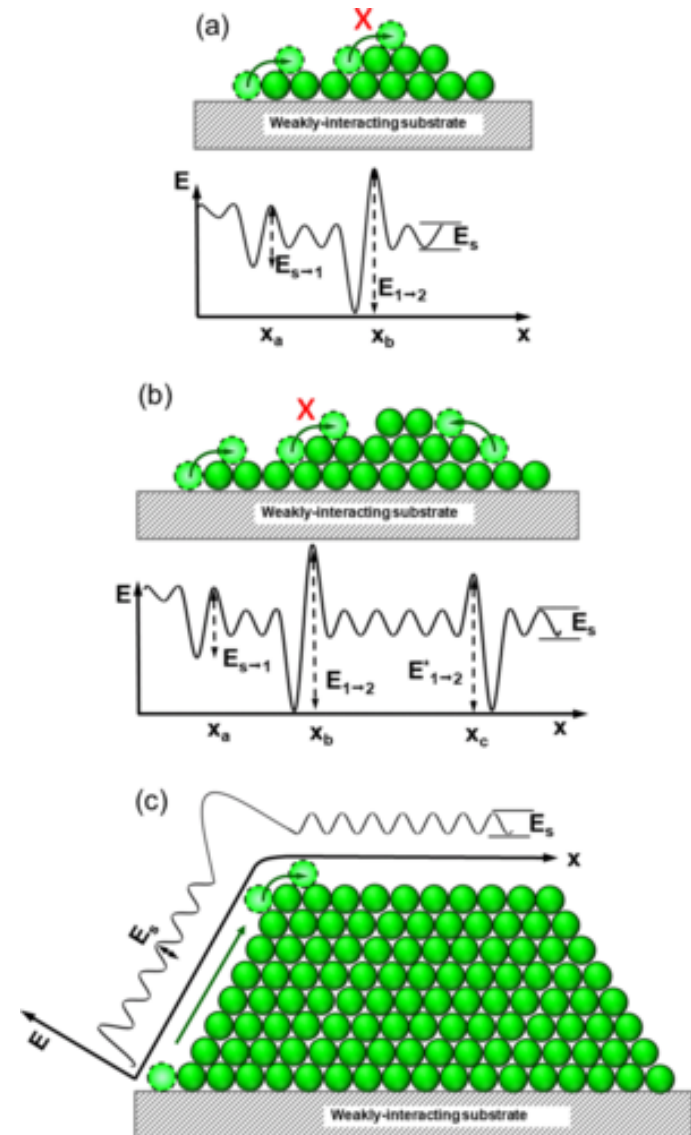 (a)
X
Weakly-interacting substrate
E
Es
Es→1
E1→2
xa
xb
x
(b)
X
Weakly-interacting substrate
E
Es
Es→1
E1→2
E*1→2
xa
xb
xc
x
(c)
Es
x
Es
E
Weakly-interacting substrate